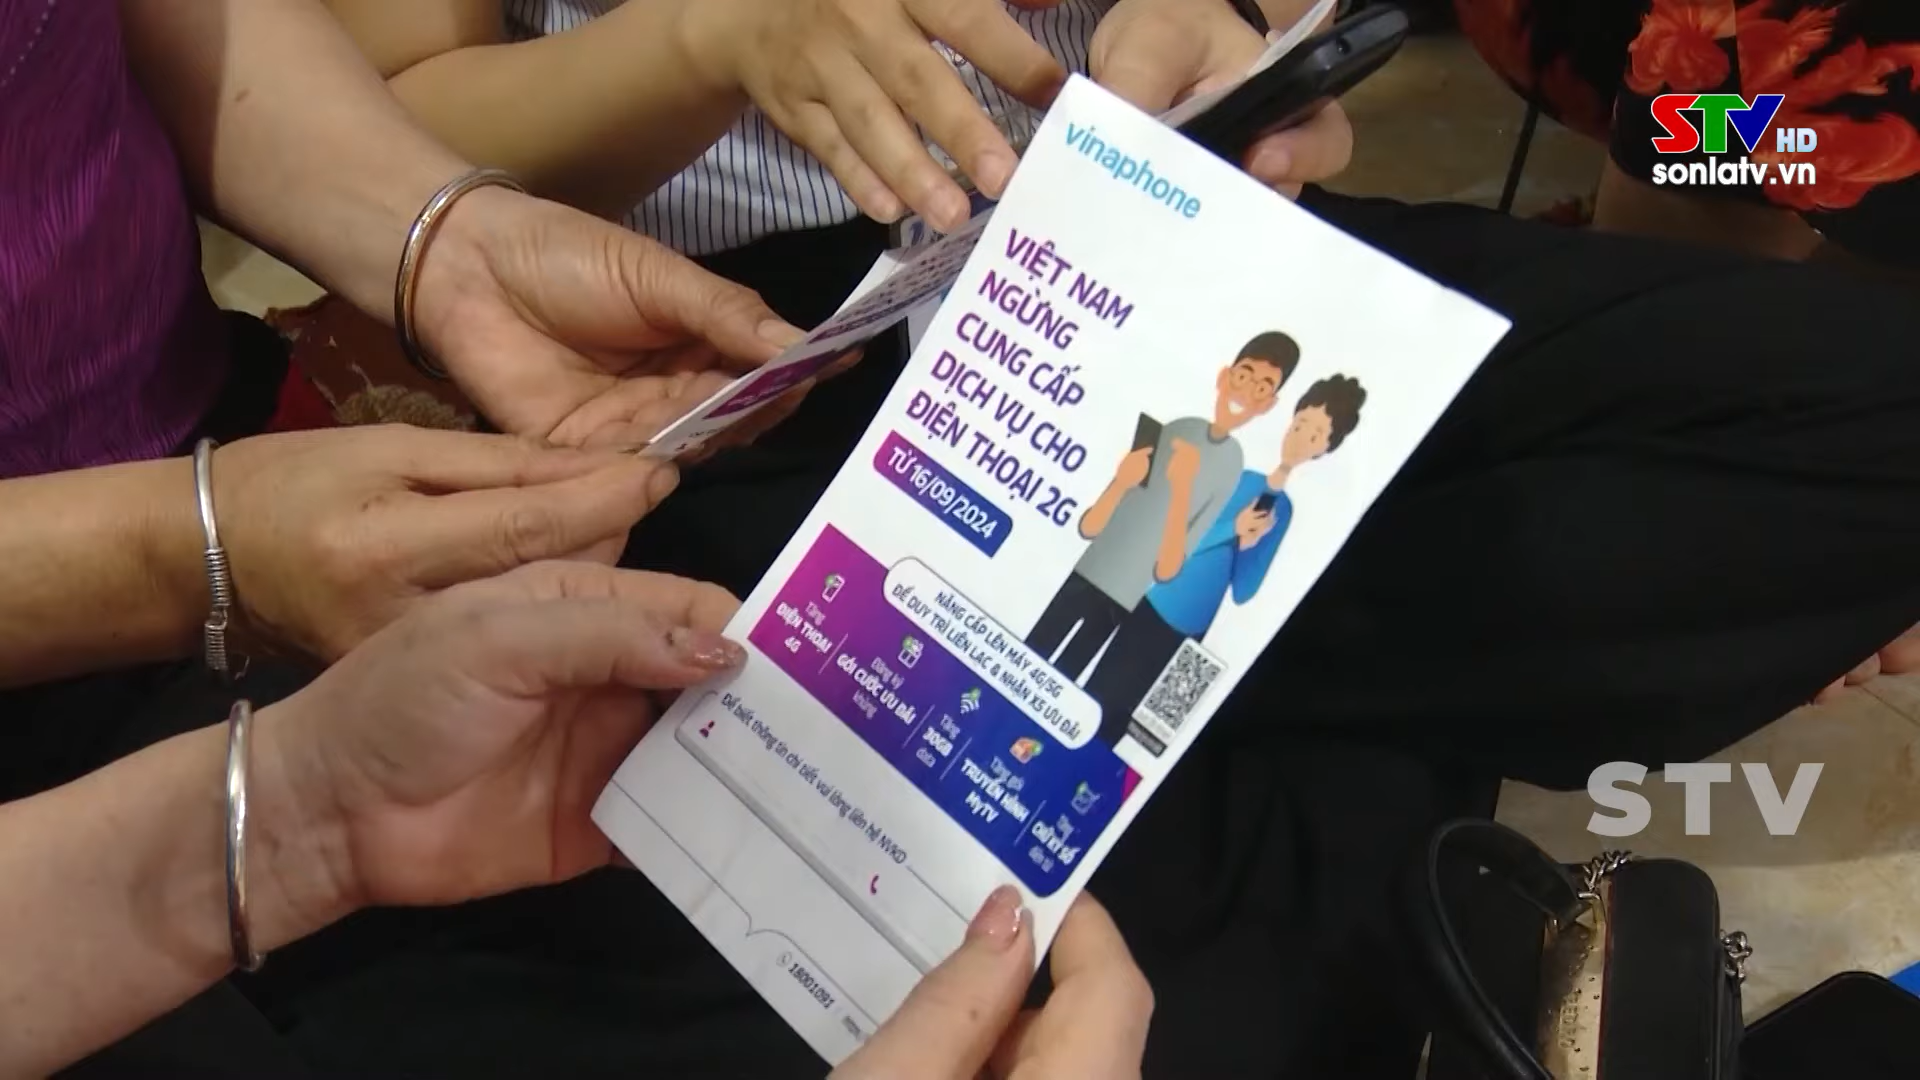 STV HD
sonlatv.vn
vinaphone
VIỆT NAM
NGỪNG
CUNG CẤP
DỊCH VỤ CHO
ĐIỆN THOẠI 2G
TỪ 16/09/2024
NÂNG CẤP LÊN MÁY 4G/5G
ĐỂ DUY TRÌ LIÊN LẠC & NHẬN X5 ƯU ĐÃI
Tặng
ĐIỆN THOẠI
4G
Đăng ký
GÓI CƯỚC ƯU ĐÃI
khủng
Tặng
30GB
data
Tặng gói
TRUYỀN HÌNH
MyTV
Tặng
CHỮ KÝ SỐ
Để biết thông tin chi tiết vui lòng liên hệ NVKD
18001091
STV